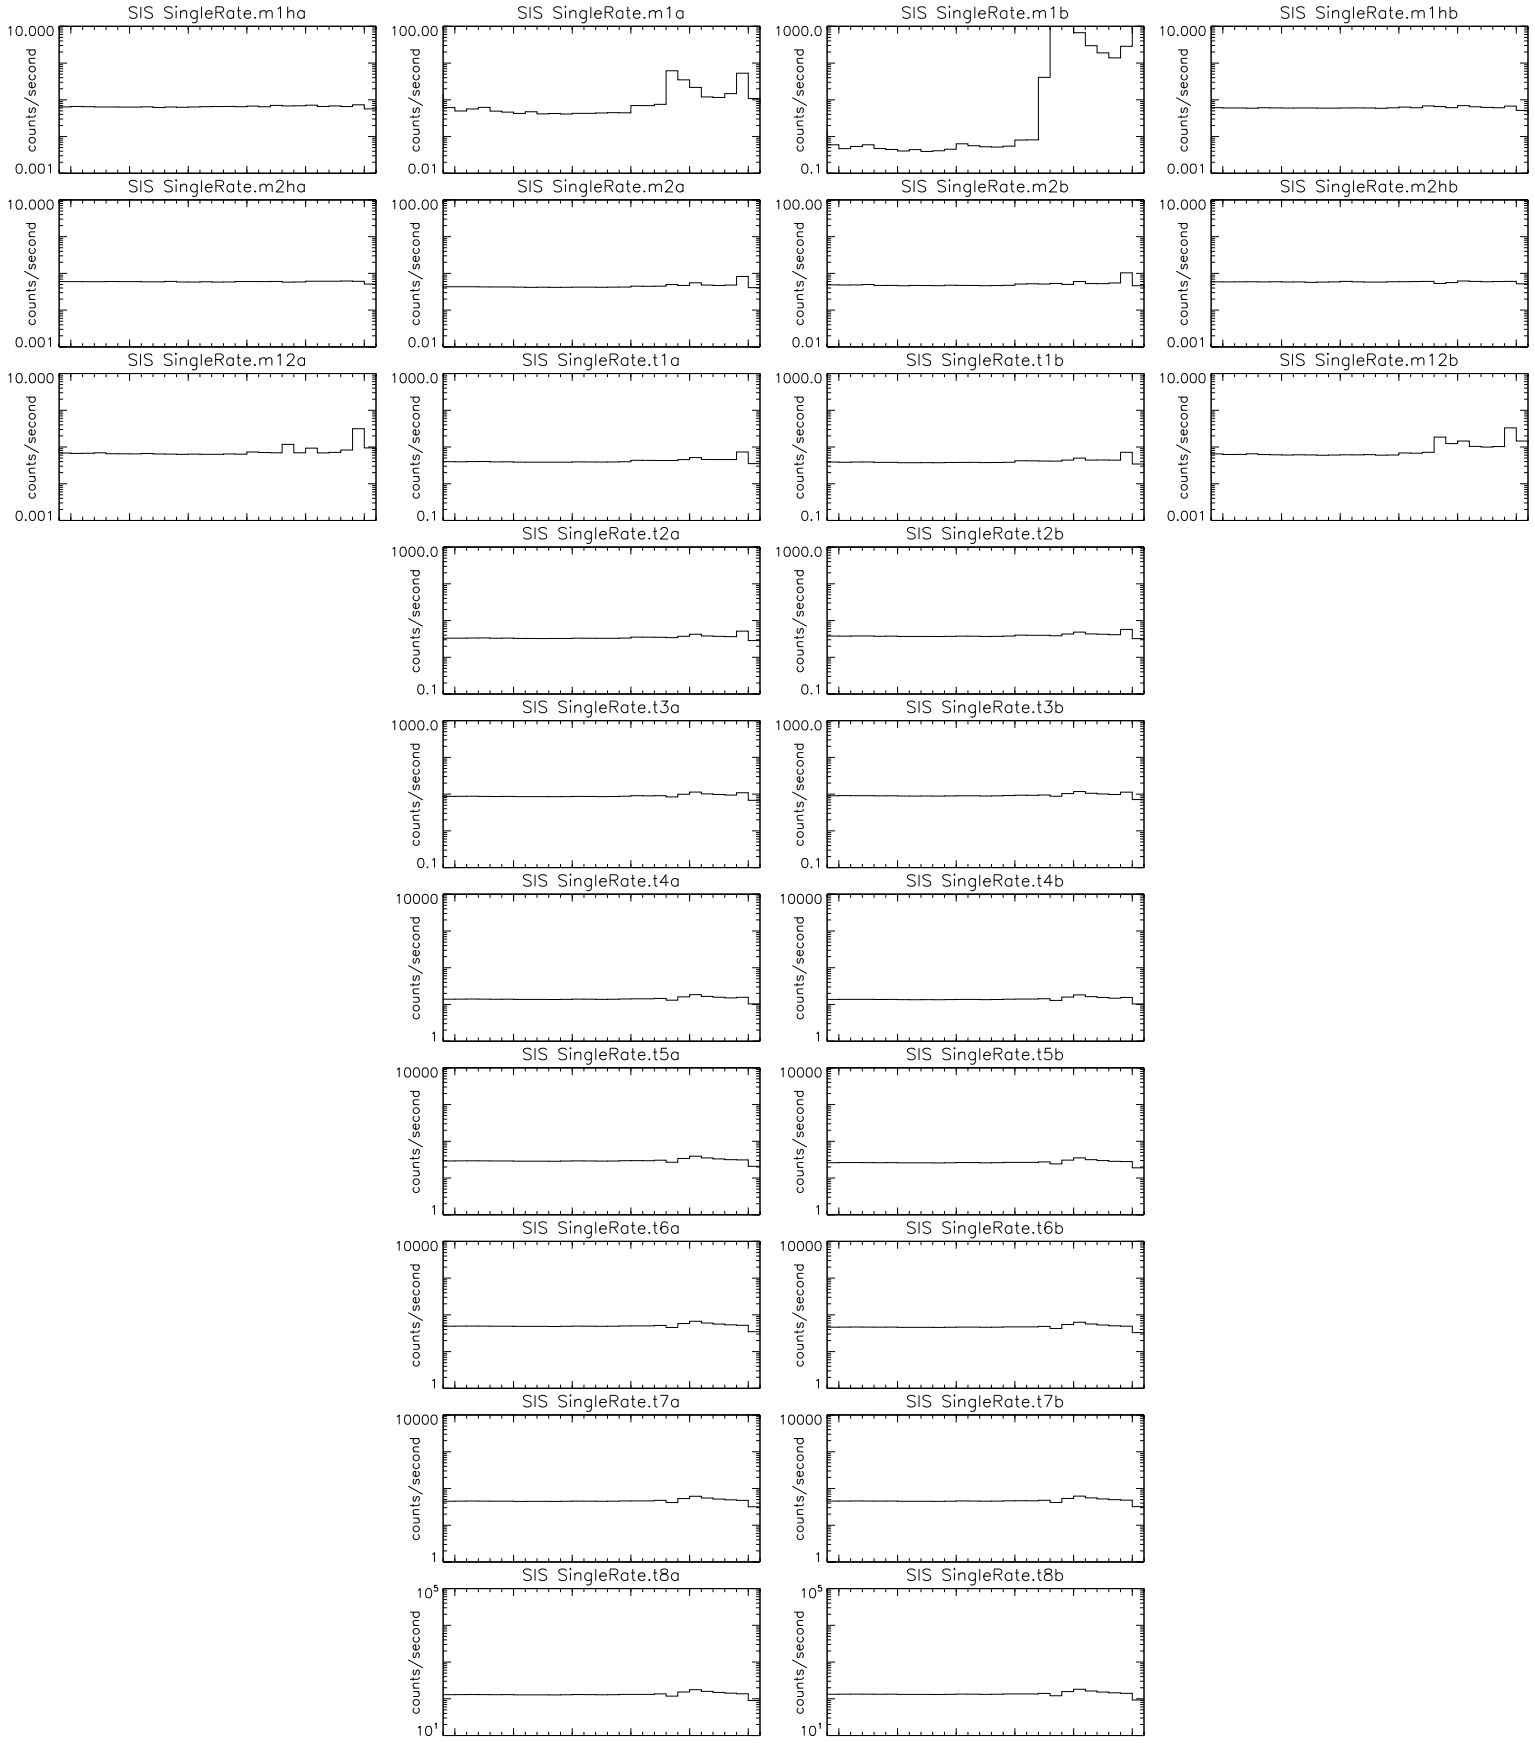 SIS SingleRate.m1ha
10.000
counts/second
0.001
SIS SingleRate.m1a
100.00
counts/second
0.01
SIS SingleRate.m1b
1000.0
counts/second
0.1
SIS SingleRate.m1hb
10.000
counts/second
0.001
SIS SingleRate.m2ha
10.000
counts/second
0.001
SIS SingleRate.m2a
100.00
counts/second
0.01
SIS SingleRate.m2b
100.00
counts/second
0.01
SIS SingleRate.m2hb
10.000
counts/second
0.001
SIS SingleRate.m12a
10.000
counts/second
0.001
SIS SingleRate.t1a
1000.0
counts/second
0.1
SIS SingleRate.t1b
1000.0
counts/second
0.1
SIS SingleRate.m12b
10.000
counts/second
0.001
SIS SingleRate.t2a
1000.0
counts/second
0.1
SIS SingleRate.t2b
1000.0
counts/second
0.1
SIS SingleRate.t3a
1000.0
counts/second
0.1
SIS SingleRate.t3b
1000.0
counts/second
0.1
SIS SingleRate.t4a
10000
counts/second
1
SIS SingleRate.t4b
10000
counts/second
1
SIS SingleRate.t5a
10000
counts/second
1
SIS SingleRate.t5b
10000
counts/second
1
SIS SingleRate.t6a
10000
counts/second
1
SIS SingleRate.t6b
10000
counts/second
1
SIS SingleRate.t7a
10000
counts/second
1
SIS SingleRate.t7b
10000
counts/second
1
SIS SingleRate.t8a
10⁵
counts/second
10¹
SIS SingleRate.t8b
10⁵
counts/second
10¹